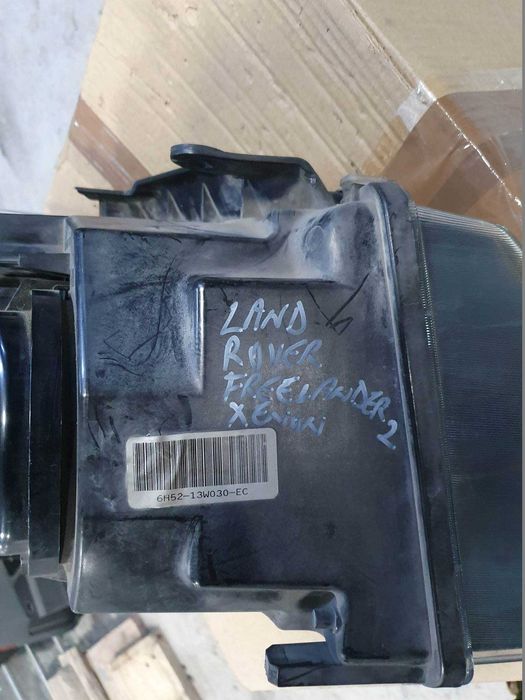 LAND
ROVER
FREELANDER
2
XENON
6H52-13W030-EC